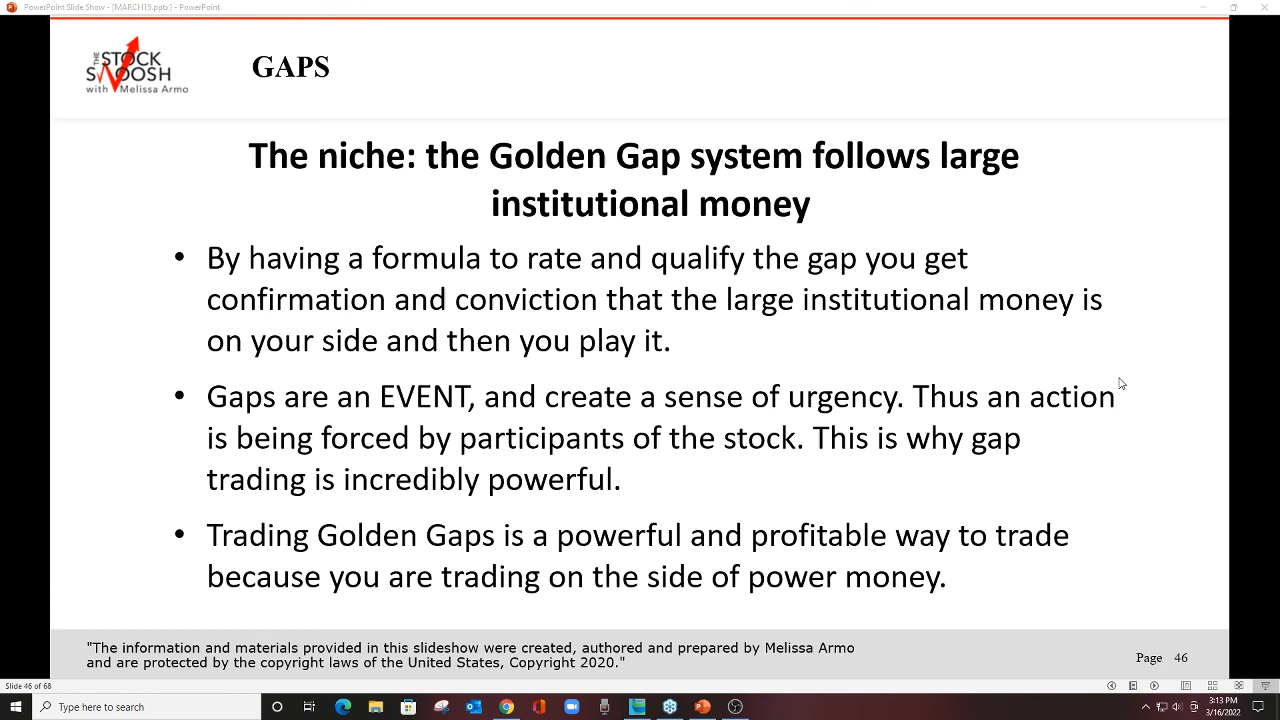 PowerPoint Slide Show - [MARCH15.pptx] - PowerPoint
THE
STOCK
SWOOSH
with Melissa Armo
GAPS
The niche: the Golden Gap system follows large
institutional money
• By having a formula to rate and qualify the gap you get
confirmation and conviction that the large institutional money is
on your side and then you play it.
• Gaps are an EVENT, and create a sense of urgency. Thus an action
is being forced by participants of the stock. This is why gap
trading is incredibly powerful.
• Trading Golden Gaps is a powerful and profitable way to trade
because you are trading on the side of power money.
"The information and materials provided in this slideshow were created, authored and prepared by Melissa Armo
and are protected by the copyright laws of the United States, Copyright 2020."
Page 46
Slide 46 of 68
Type here to search
3:13 PM
3/16/2022